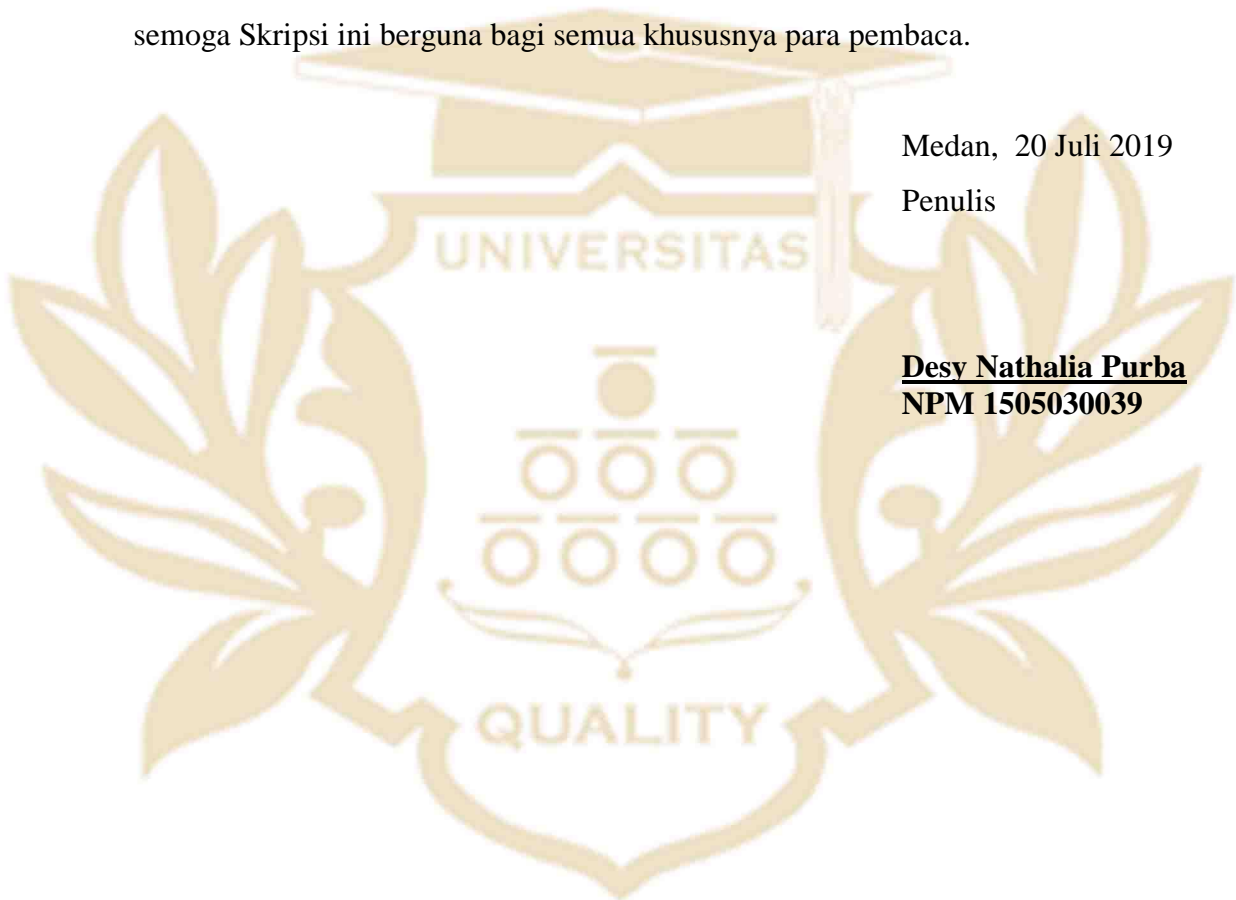 semoga Skripsi ini berguna bagi semua khususnya para pembaca.
Medan, 20 Juli 2019
Penulis
UNIVERSITAS
Desy Nathalia Purba
NPM 1505030039
QUALITY